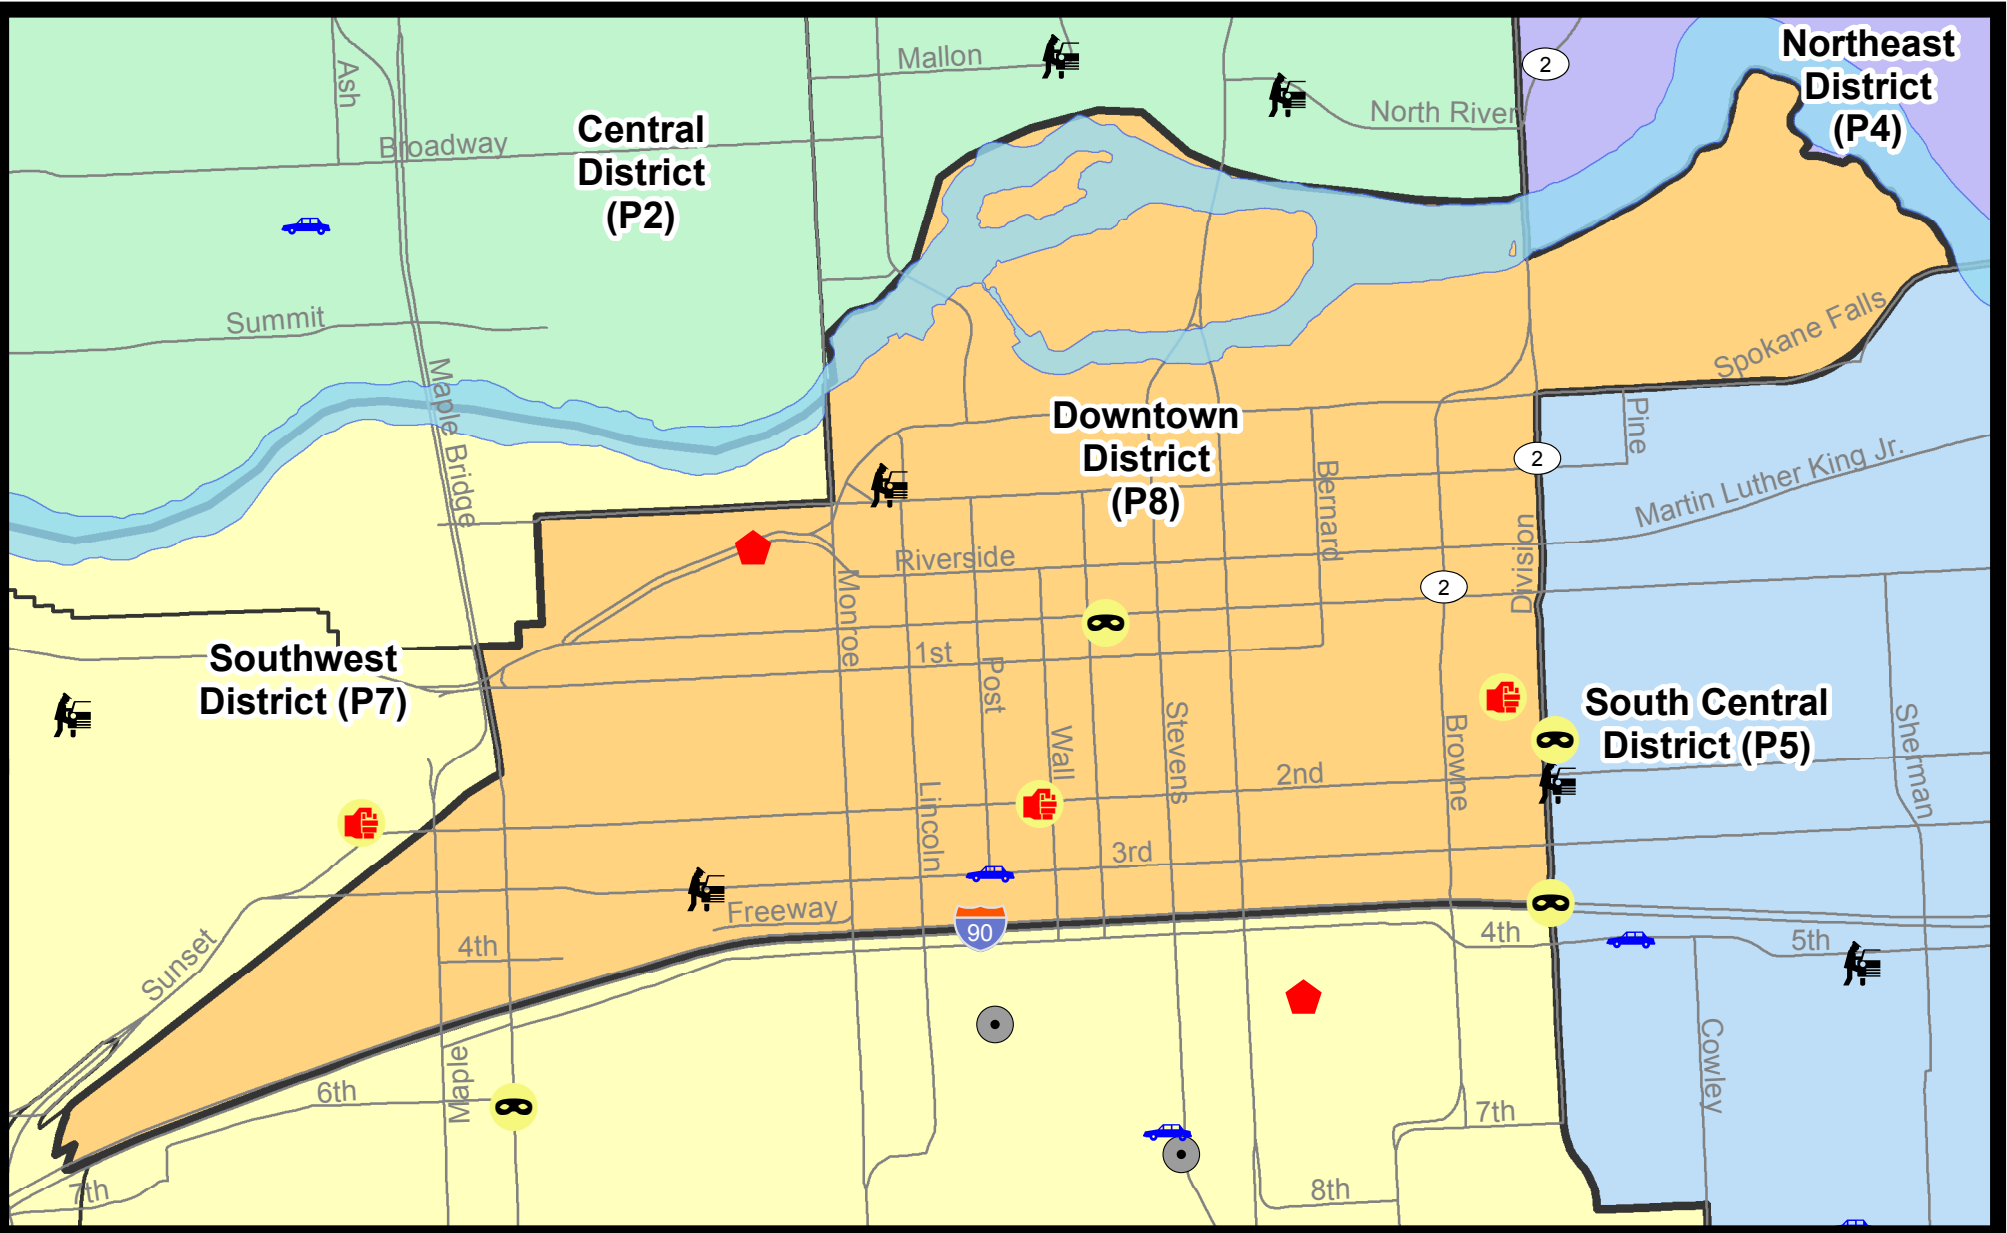 Northeast
District
(P4)
2
Mallon
Ash
North River
Central
District
(P2)
Broadway
Summit
Spokane Falls
Maple Bridge
Downtown
District
(P8)
Pine
2
Martin Luther King Jr.
Bernard
Division
Riverside
2
Monroe
1st
Post
Southwest
District (P7)
South Central
District (P5)
Stevens
Browne
Sherman
Wall
2nd
Lincoln
3rd
Freeway
90
4th
4th
5th
Sunset
Cowley
Maple
6th
7th
7th
8th